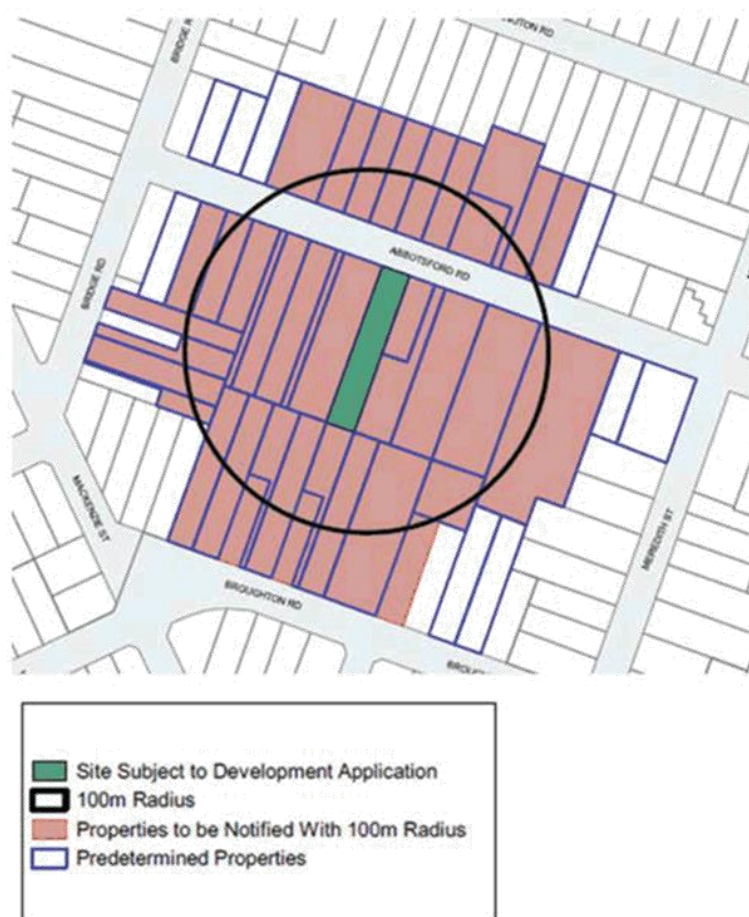 BRIDGE R
ABBOTSFORD RD
BRIDGE RD
MACKENZIE ST
MEREDITH ST
BROUGHTON RD
Site Subject to Development Application
100m Radius
Properties to be Notified With 100m Radius
Predetermined Properties